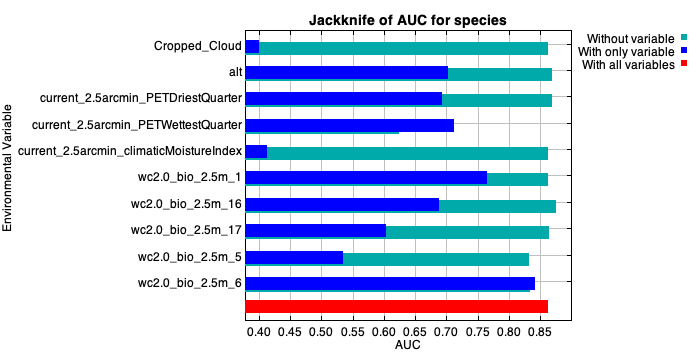 Jackknife of AUC for species
Without variable
With only variable
With all variables
Environmental Variable
Cropped_Cloud
alt
current_2.5arcmin_PETDriestQuarter
current_2.5arcmin_PETWettestQuarter
current_2.5arcmin_climaticMoistureIndex
wc2.0_bio_2.5m_1
wc2.0_bio_2.5m_16
wc2.0_bio_2.5m_17
wc2.0_bio_2.5m_5
wc2.0_bio_2.5m_6
0.40 0.45 0.50 0.55 0.60 0.65 0.70 0.75 0.80 0.85
AUC